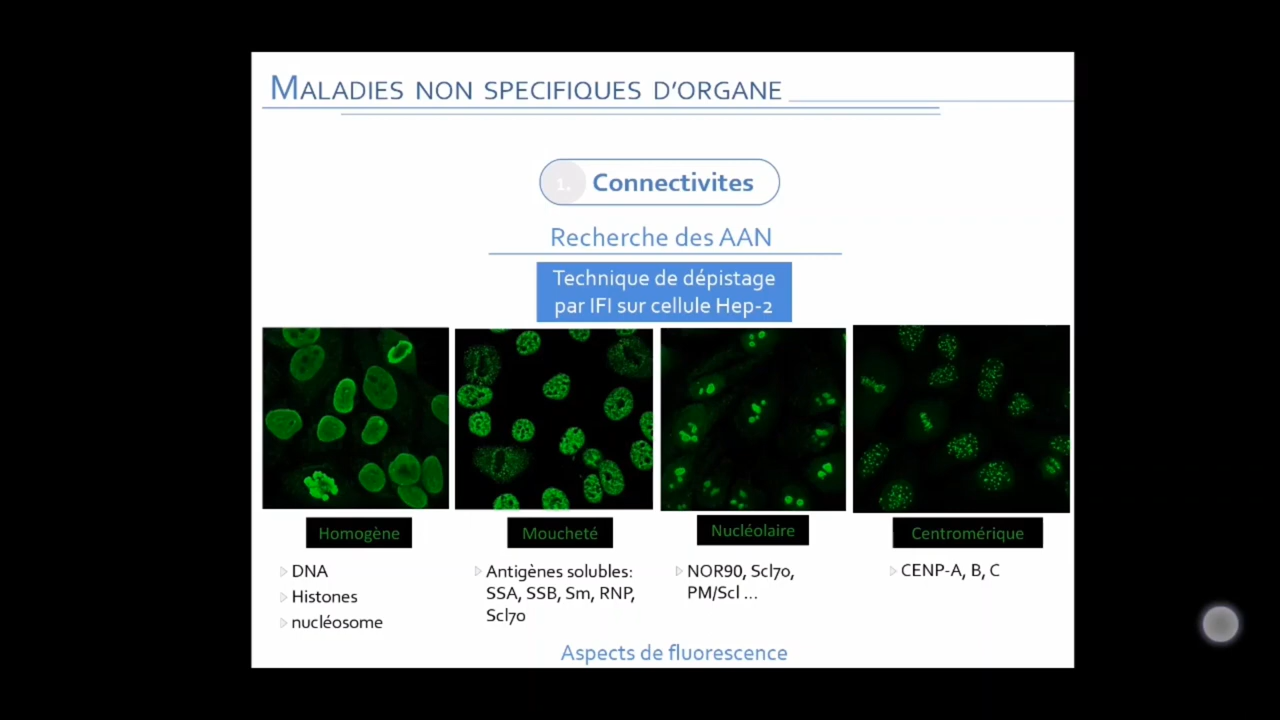 MALADIES NON SPECIFIQUES D'ORGANE
1. Connectivites
Recherche des AAN
Technique de dépistage
par IFI sur cellule Hep-2
Homogène
Moucheté
Nucléolaire
Centromérique
DNA
Histones
nucléosome
Antigènes solubles:
SSA, SSB, Sm, RNP,
Scl70
NOR90, Scl70,
PM/Scl ...
CENP-A, B, C
Aspects de fluorescence